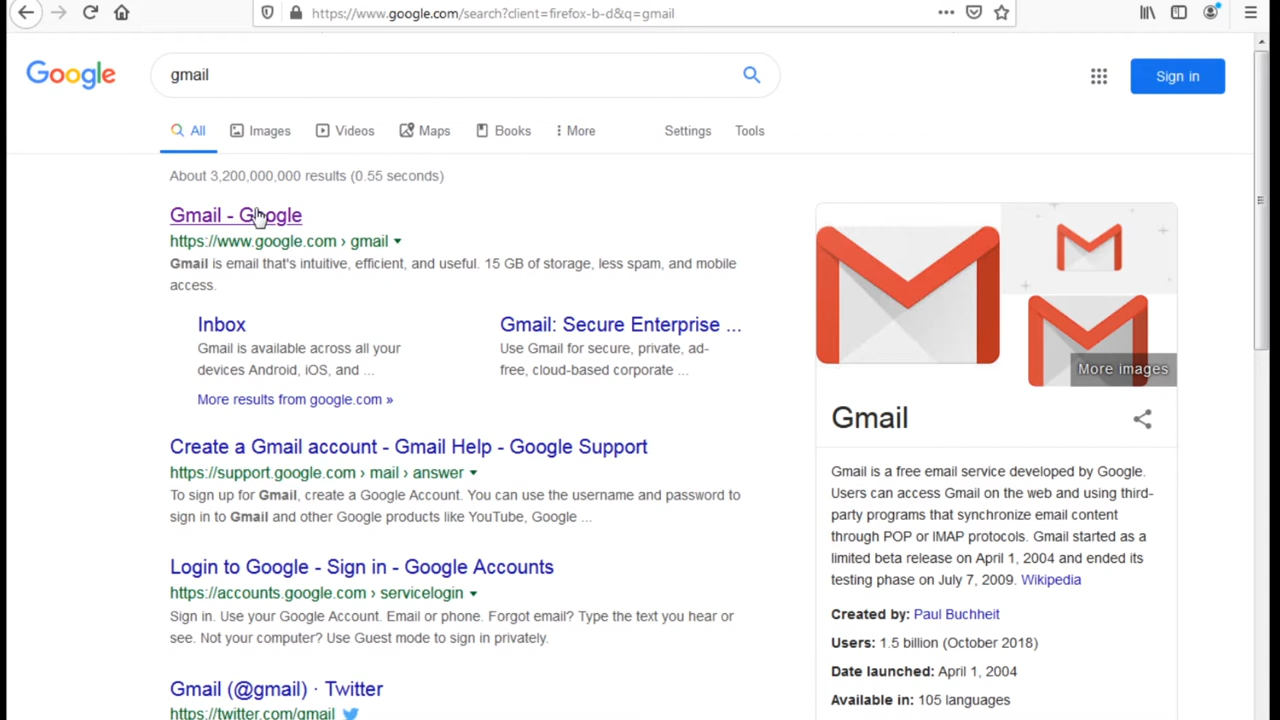 https://www.google.com/search?client=firefox-b-d&q=gmail
Google
gmail
Sign in
All
Images
Videos
Maps
Books
More
Settings
Tools
About 3,200,000,000 results (0.55 seconds)
Gmail - Google
https://www.google.com › gmail
Gmail is email that's intuitive, efficient, and useful. 15 GB of storage, less spam, and mobile
access.
Inbox
Gmail is available across all your
devices Android, iOS, and ...
Gmail: Secure Enterprise ...
Use Gmail for secure, private, ad-
free, cloud-based corporate ...
More results from google.com »
Create a Gmail account - Gmail Help - Google Support
https://support.google.com › mail › answer
To sign up for Gmail, create a Google Account. You can use the username and password to
sign in to Gmail and other Google products like YouTube, Google ...
Login to Google - Sign in - Google Accounts
https://accounts.google.com › servicelogin
Sign in. Use your Google Account. Email or phone. Forgot email? Type the text you hear or
see. Not your computer? Use Guest mode to sign in privately.
Gmail (@gmail) · Twitter
https://twitter.com/gmail
More images
Gmail
Gmail is a free email service developed by Google.
Users can access Gmail on the web and using third-
party programs that synchronize email content
through POP or IMAP protocols. Gmail started as a
limited beta release on April 1, 2004 and ended its
testing phase on July 7, 2009. Wikipedia
Created by: Paul Buchheit
Users: 1.5 billion (October 2018)
Date launched: April 1, 2004
Available in: 105 languages